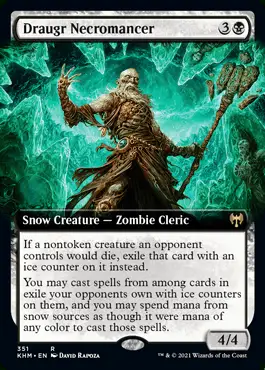 Draugr Necromancer 3
Snow Creature — Zombie Cleric
If a nontoken creature an opponent
controls would die, exile that card with an
ice counter on it instead.
You may cast spells from among cards in
exile your opponents own with ice counters
on them, and you may spend mana from
snow sources as though it were mana of
any color to cast those spells.
4/4
351 R
KHM • EN DAVID RAPOZA ™ & © 2021 Wizards of the Coast